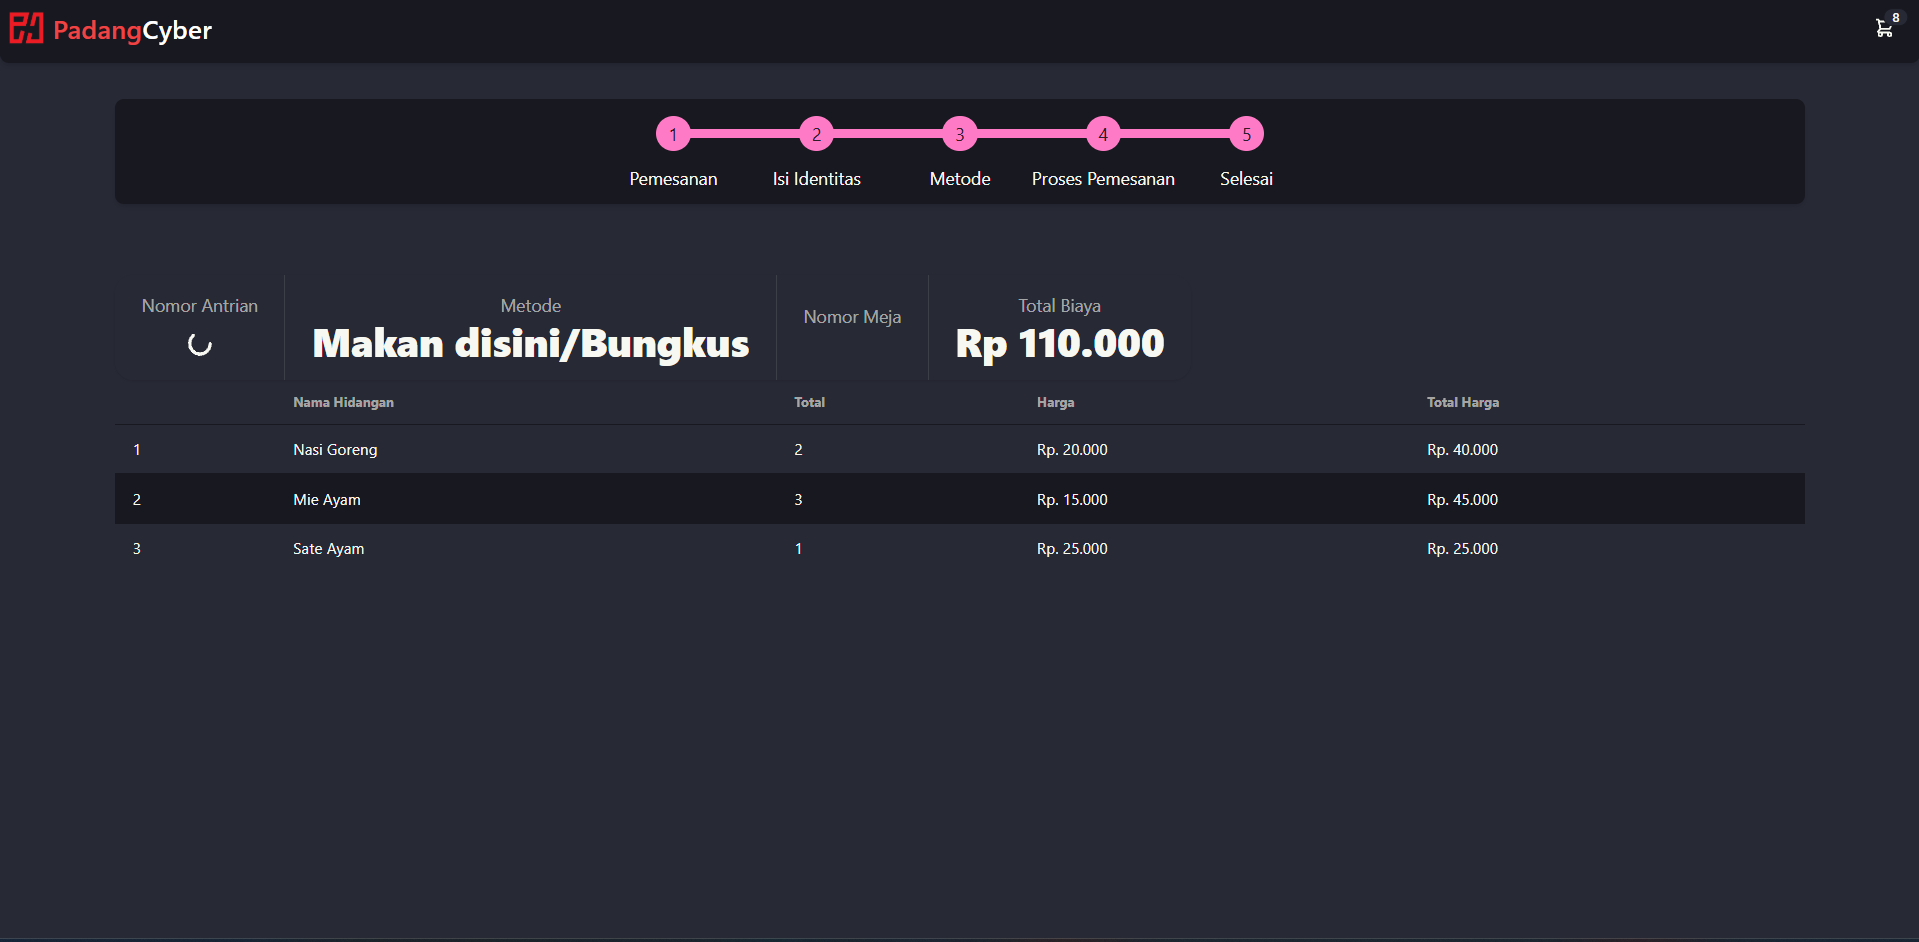 PadangCyber
8
1 2 3 4 5
Pemesanan Isi Identitas Metode Proses Pemesanan Selesai
Nomor Antrian
Metode
Makan disini/Bungkus
Nomor Meja
Total Biaya
Rp 110.000
Nama Hidangan Total Harga Total Harga
1 Nasi Goreng 2 Rp. 20.000 Rp. 40.000
2 Mie Ayam 3 Rp. 15.000 Rp. 45.000
3 Sate Ayam 1 Rp. 25.000 Rp. 25.000